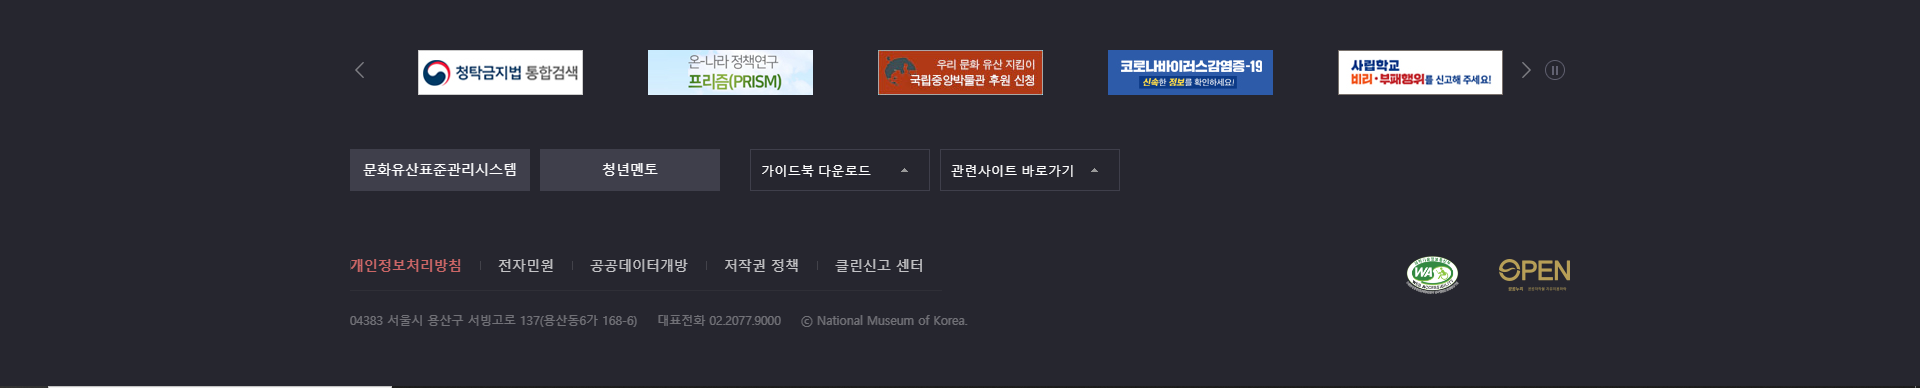 청탁금지법 통합검색
온-나라 정책연구
프리즘(PRISM)
우리 문화 유산 지킴이
국립중앙박물관 후원 신청
코로나바이러스감염증-19
신속한 정보를 확인하세요!
사립학교
비리·부패행위를 신고해 주세요!
문화유산표준관리시스템
청년멘토
가이드북 다운로드
관련사이트 바로가기
개인정보처리방침
전자민원
공공데이터개방
저작권 정책
클린신고 센터
WA
OPEN
04383 서울시 용산구 서빙고로 137(용산동6가 168-6) 대표전화 02.2077.9000 ⓒ National Museum of Korea.